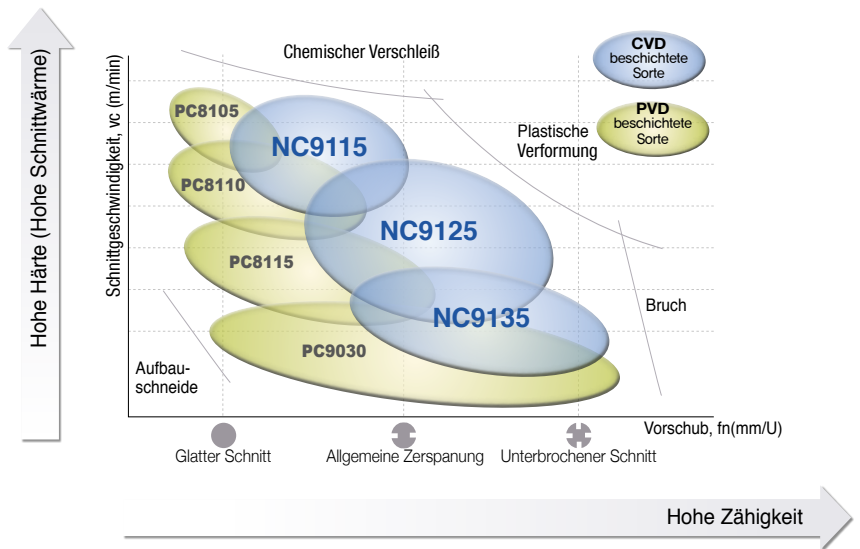 Hohe Härte (Hohe Schnittwärme)
Schnittgeschwindigkeit, vc (m/min)
Chemischer Verschleiß
CVD
beschichtete
Sorte
PVD
beschichtete
Sorte
Plastische
Verformung
PC8105
NC9115
PC8110
NC9125
PC8115
NC9135
Bruch
PC9030
Aufbau-
schneide
Vorschub, fn(mm/U)
Glatter Schnitt
Allgemeine Zerspanung
Unterbrochener Schnitt
Hohe Zähigkeit